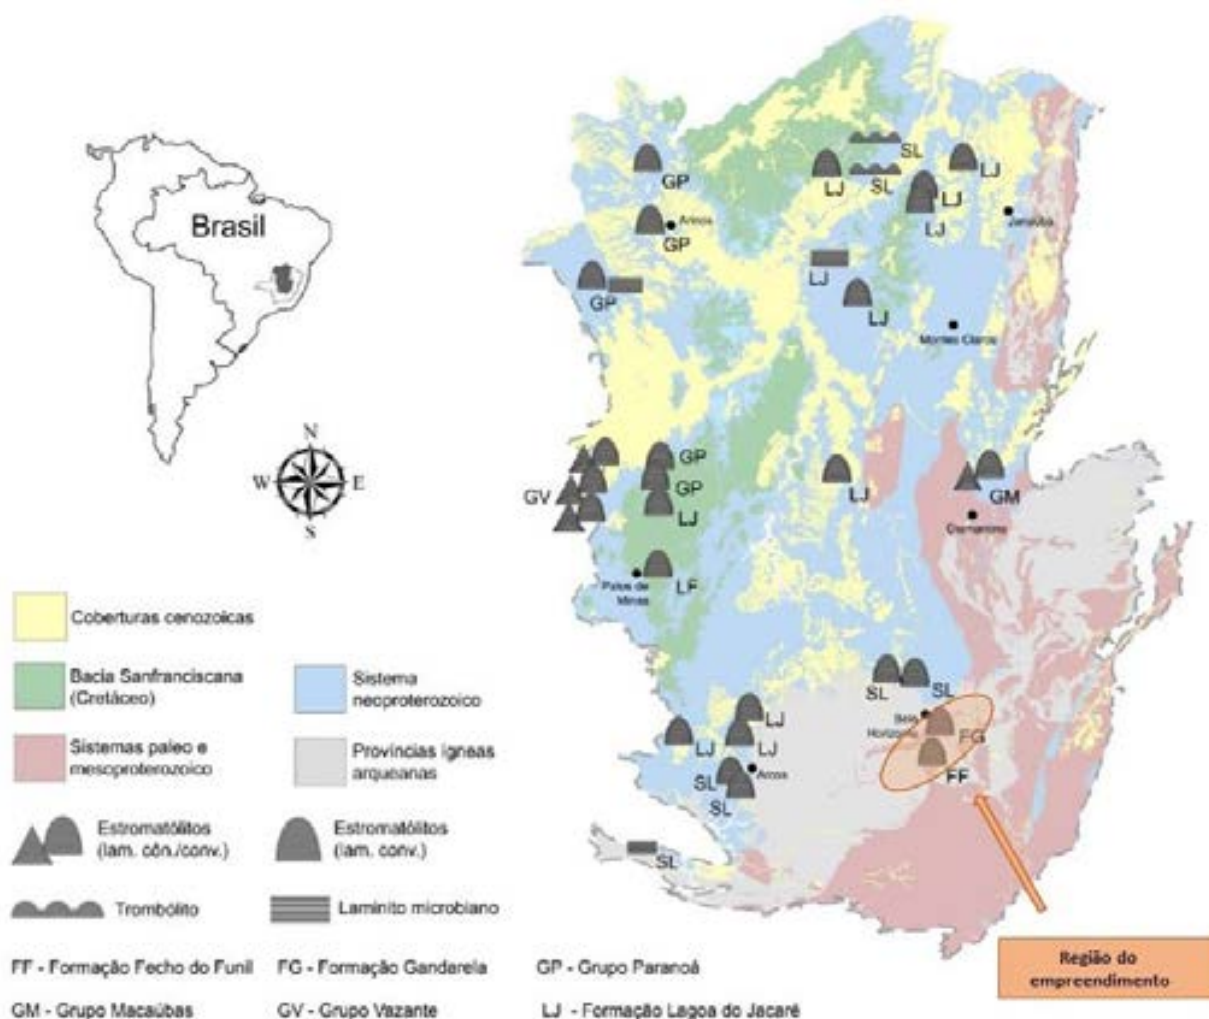 Brasil
N
W
E
S
Coberturas cenozoicas
Bacia Sanfranciscana
(Cretáceo)
Sistema
neoproterozoico
Sistemas paleo e
mesoproterozoico
Províncias ígneas
arqueanas
Estromatólitos
(lam. côn./conv.)
Estromatólitos
(lam. conv.)
Trombólito
Laminito microbiano
FF - Formação Fecho do Funil
FG - Formação Gandarela
GP - Grupo Paranoá
GM - Grupo Macaúbas
GV - Grupo Vazante
LJ - Formação Lagoa do Jacaré
GP
SL
LJ
SL
LJ
LJ
LJ
Arinos
GP
Janaúba
GP
LJ
LJ
Montes Claros
GP
GP
GV
LJ
LJ
GM
Diamantina
Patos de
Minas
LF
SL
SL
Belo
Horizonte
FG
FF
LJ
LJ
LJ
SL
SL
Arcos
SL
Região do
empreendimento